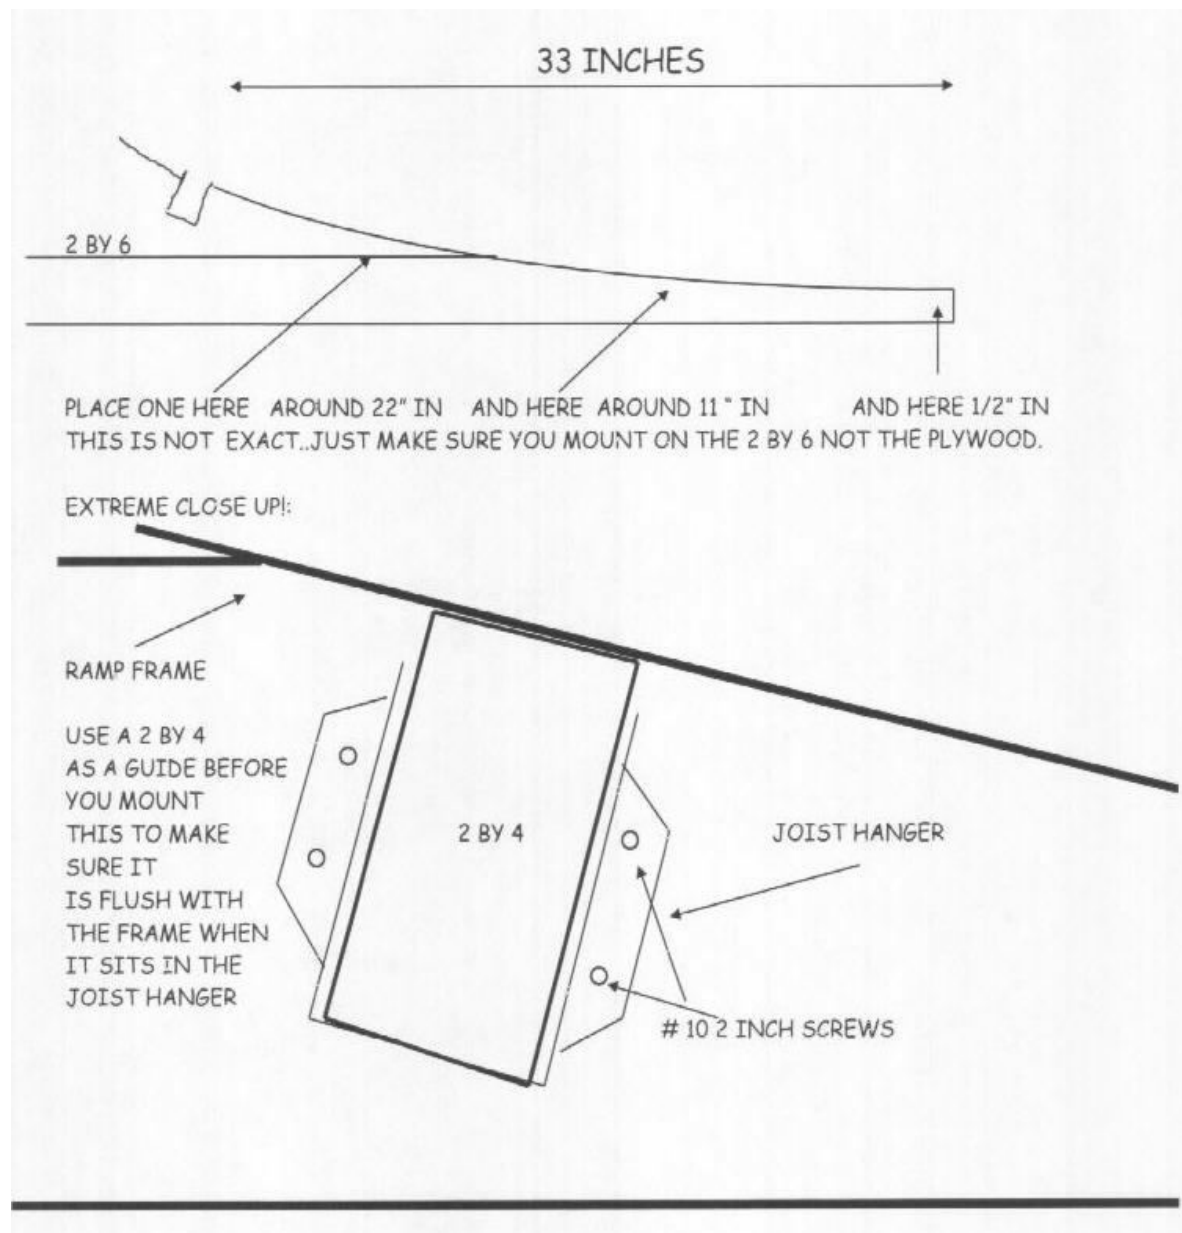 33 INCHES
2 BY 6
PLACE ONE HERE AROUND 22" IN AND HERE AROUND 11 " IN AND HERE 1/2" IN
THIS IS NOT EXACT..JUST MAKE SURE YOU MOUNT ON THE 2 BY 6 NOT THE PLYWOOD.
EXTREME CLOSE UP!:
RAMP FRAME
USE A 2 BY 4
AS A GUIDE BEFORE
YOU MOUNT
THIS TO MAKE
SURE IT
IS FLUSH WITH
THE FRAME WHEN
IT SITS IN THE
JOIST HANGER
2 BY 4
JOIST HANGER
# 10 2 INCH SCREWS